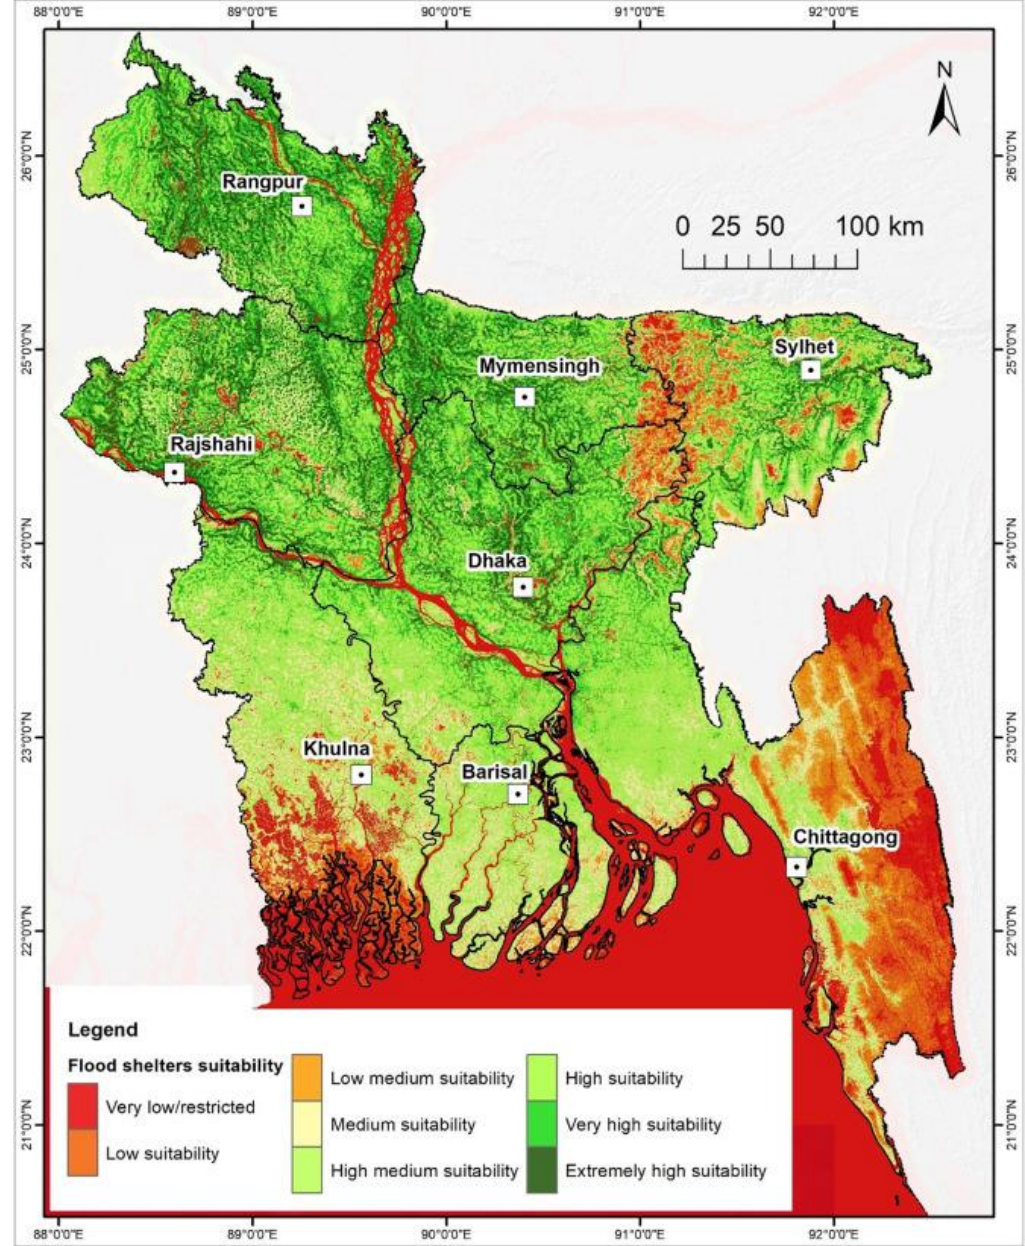 88°0'0"E 89°0'0"E 90°0'0"E 91°0'0"E 92°0'0"E
N
26°0'0"N 26°0'0"N
Rangpur
0 25 50 100 km
25°0'0"N 25°0'0"N
Sylhet
Mymensingh
Rajshahi
24°0'0"N 24°0'0"N
Dhaka
23°0'0"N 23°0'0"N
Khulna
Barisal
Chittagong
22°0'0"N 22°0'0"N
Legend
Flood shelters suitability
Very low/restricted
Low suitability
Low medium suitability
Medium suitability
High medium suitability
High suitability
Very high suitability
Extremely high suitability
21°0'0"N 21°0'0"N
88°0'0"E 89°0'0"E 90°0'0"E 91°0'0"E 92°0'0"E